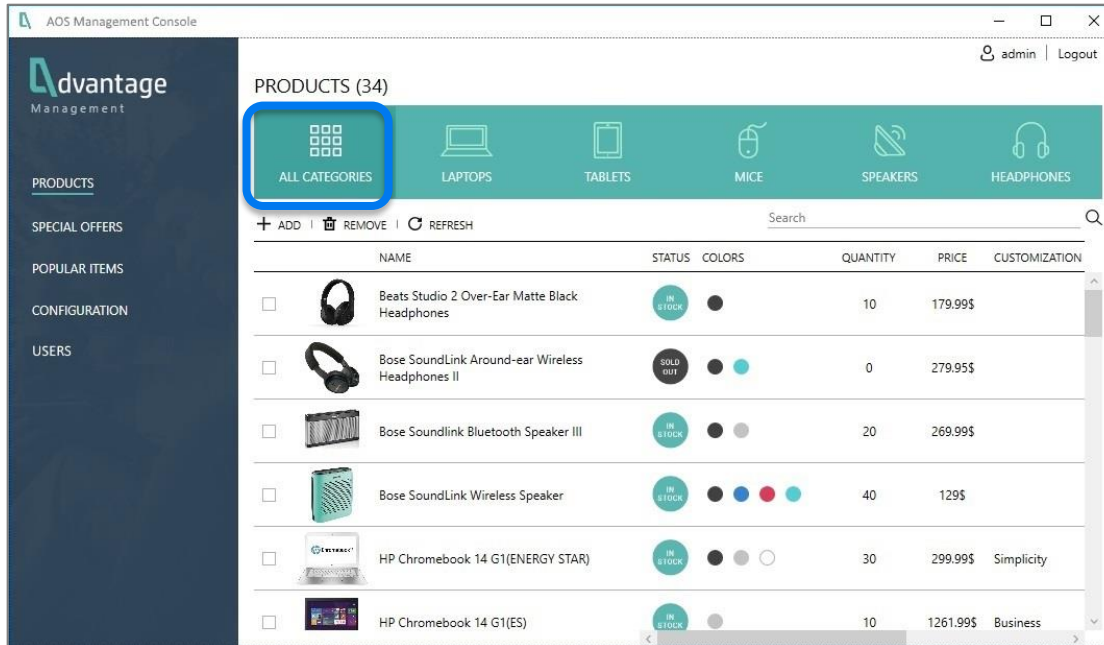 AOS Management Console
admin Logout
Advantage
Management
PRODUCTS
SPECIAL OFFERS
POPULAR ITEMS
CONFIGURATION
USERS
PRODUCTS (34)
ALL CATEGORIES LAPTOPS TABLETS MICE SPEAKERS HEADPHONES
+ ADD REMOVE REFRESH Search
NAME STATUS COLORS QUANTITY PRICE CUSTOMIZATION
Beats Studio 2 Over-Ear Matte Black
Headphones
IN
STOCK
10 179.99$
Bose SoundLink Around-ear Wireless
Headphones II
SOLD
OUT
0 279.95$
Bose Soundlink Bluetooth Speaker III
IN
STOCK
20 269.99$
Bose SoundLink Wireless Speaker
IN
STOCK
40 129$
HP Chromebook 14 G1(ENERGY STAR)
IN
STOCK
30 299.99$ Simplicity
HP Chromebook 14 G1(ES)
IN
STOCK
10 1261.99$ Business